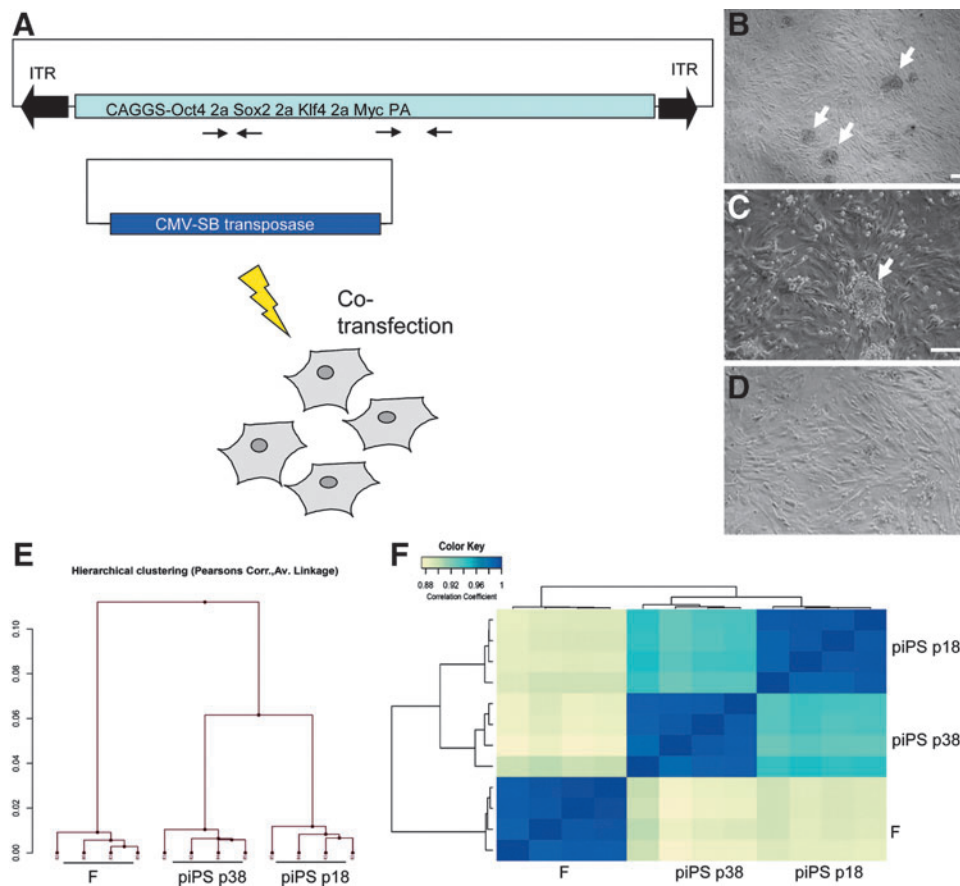 A
ITR
ITR
CAGGS-Oct4 2a Sox2 2a Klf4 2a Myc PA
CMV-SB transposase
Co-
transfection
B
C
D
E
Hierarchical clustering (Pearsons Corr.,Av. Linkage)
0.10
0.08
0.06
0.04
0.02
0.00
F
piPS p38
piPS p18
F
Color Key
0.88
0.92
0.96
1
Correlation Coefficient
piPS p18
piPS p38
F
F
piPS p38
piPS p18